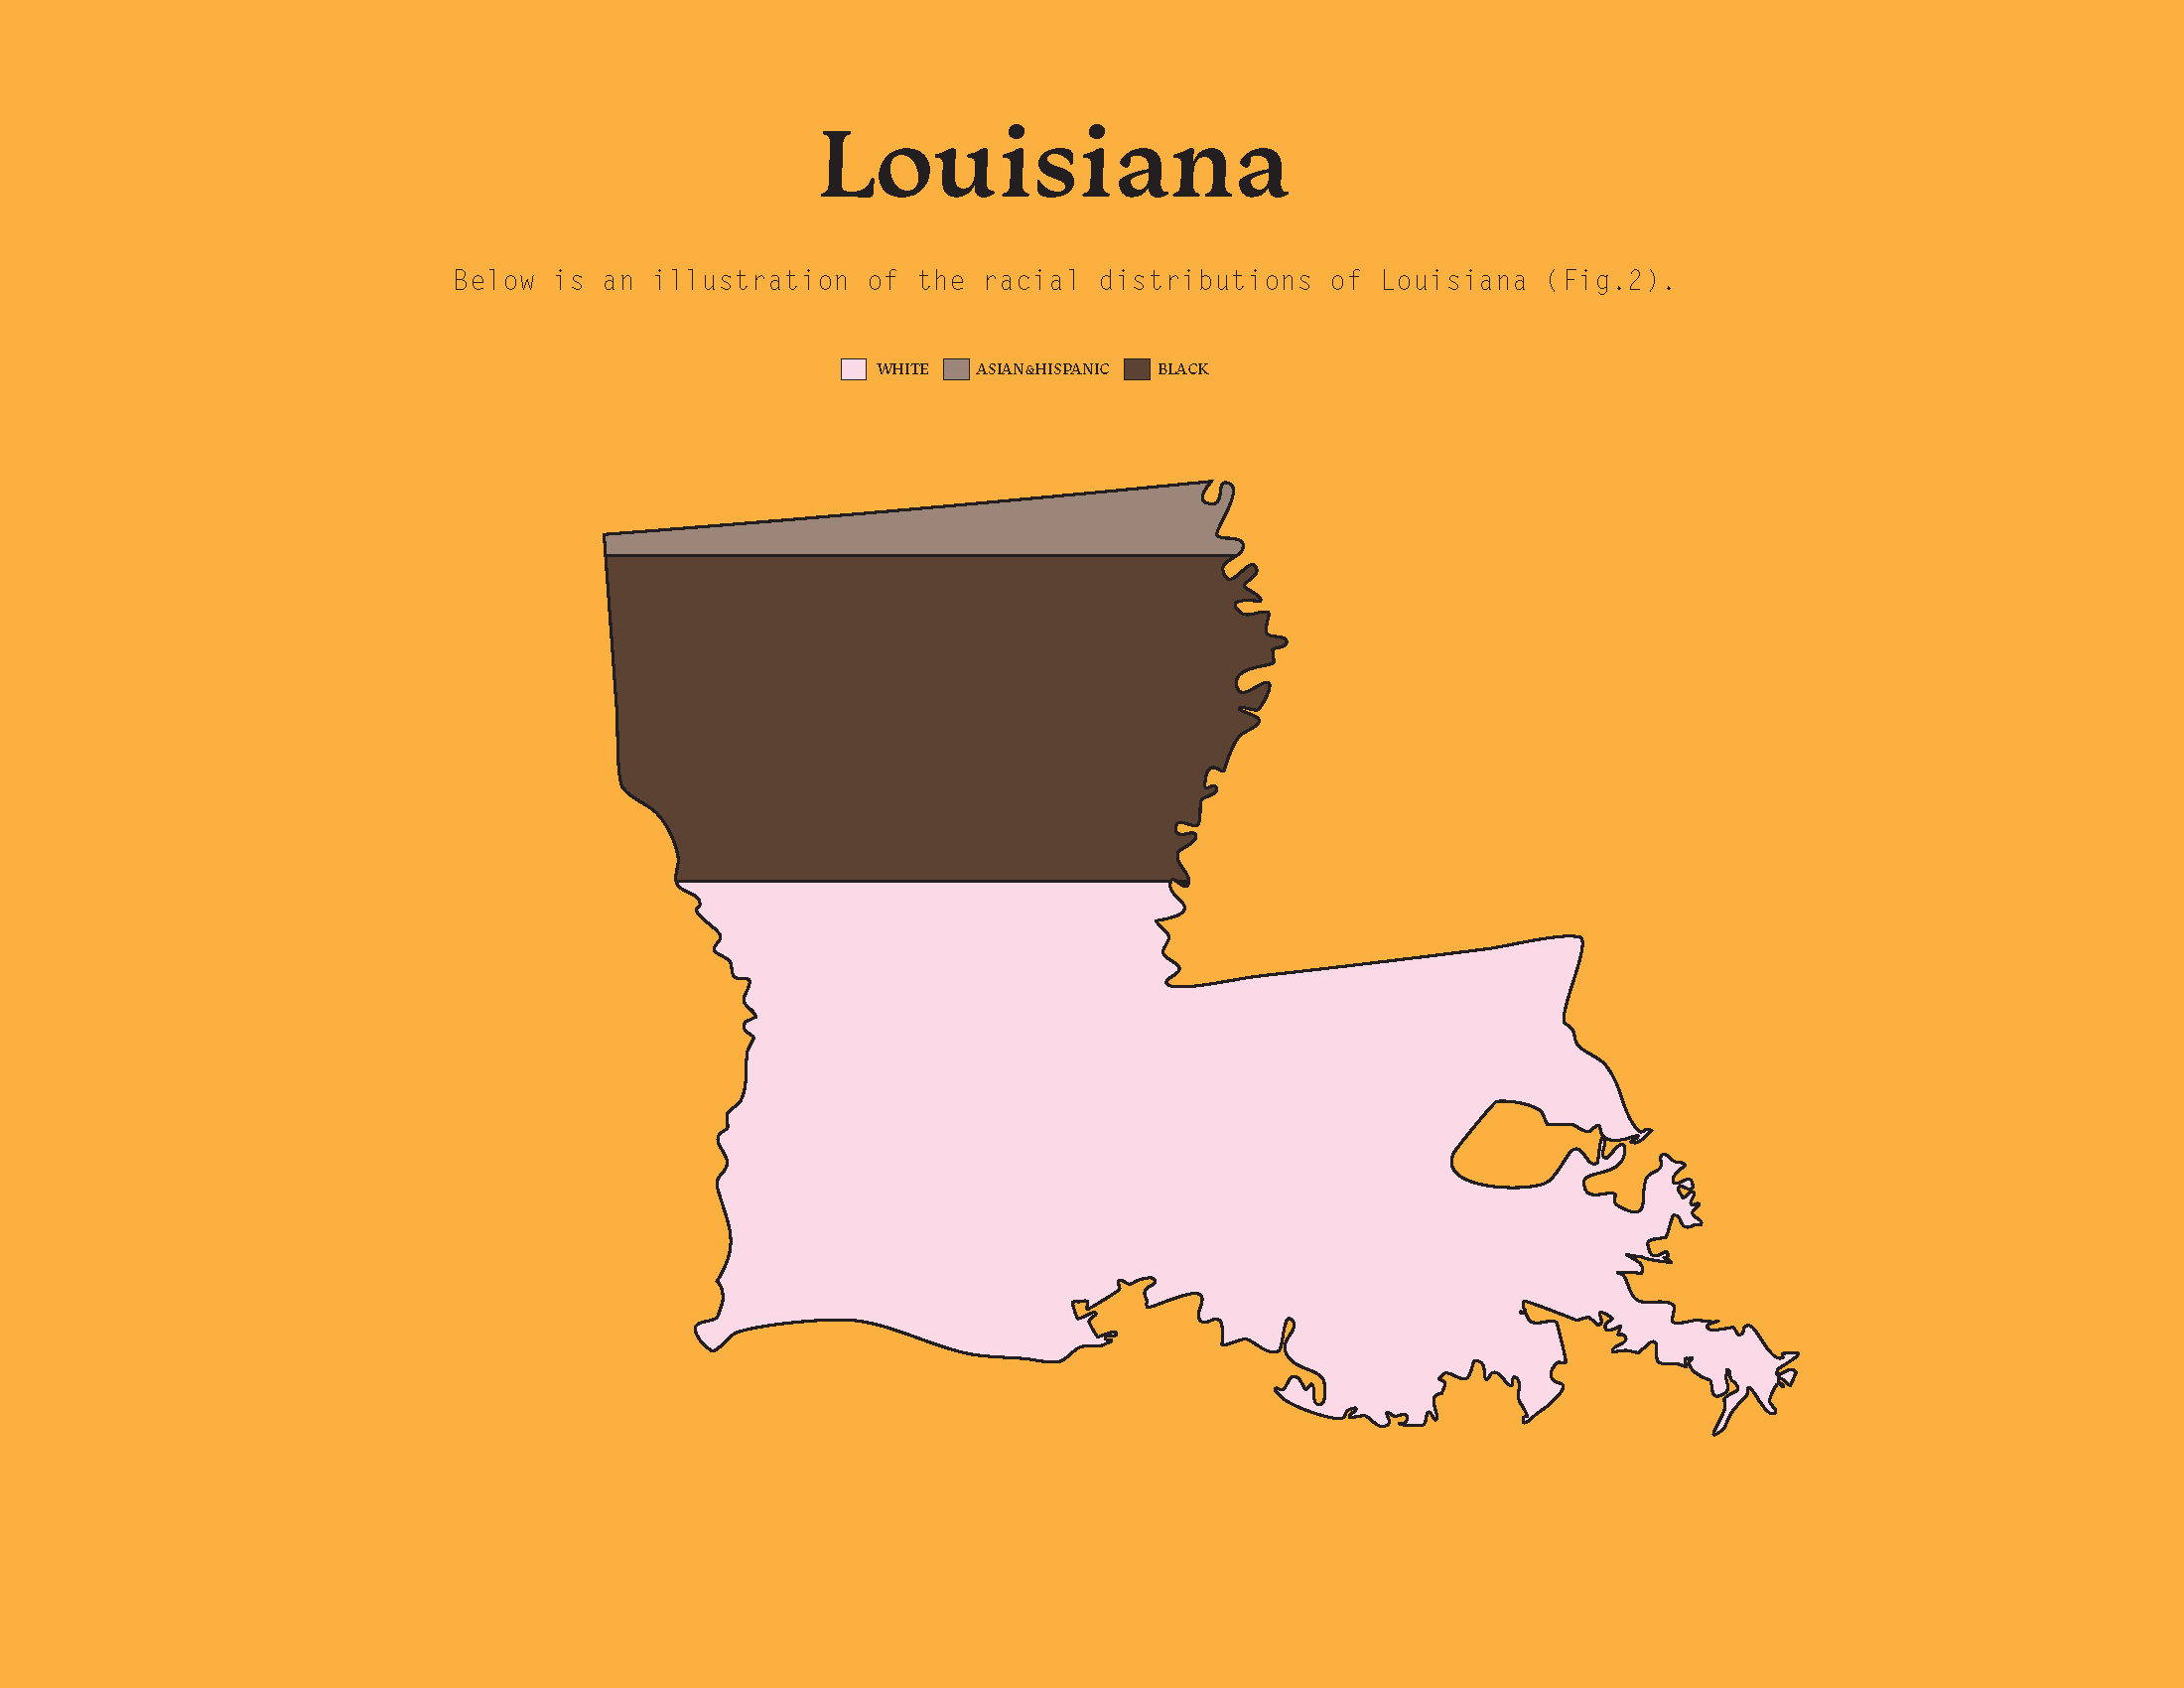 Louisiana
Below is an illustration of the racial distributions of Louisiana (Fig.2).
WHITE ASIAN&HISPANIC BLACK